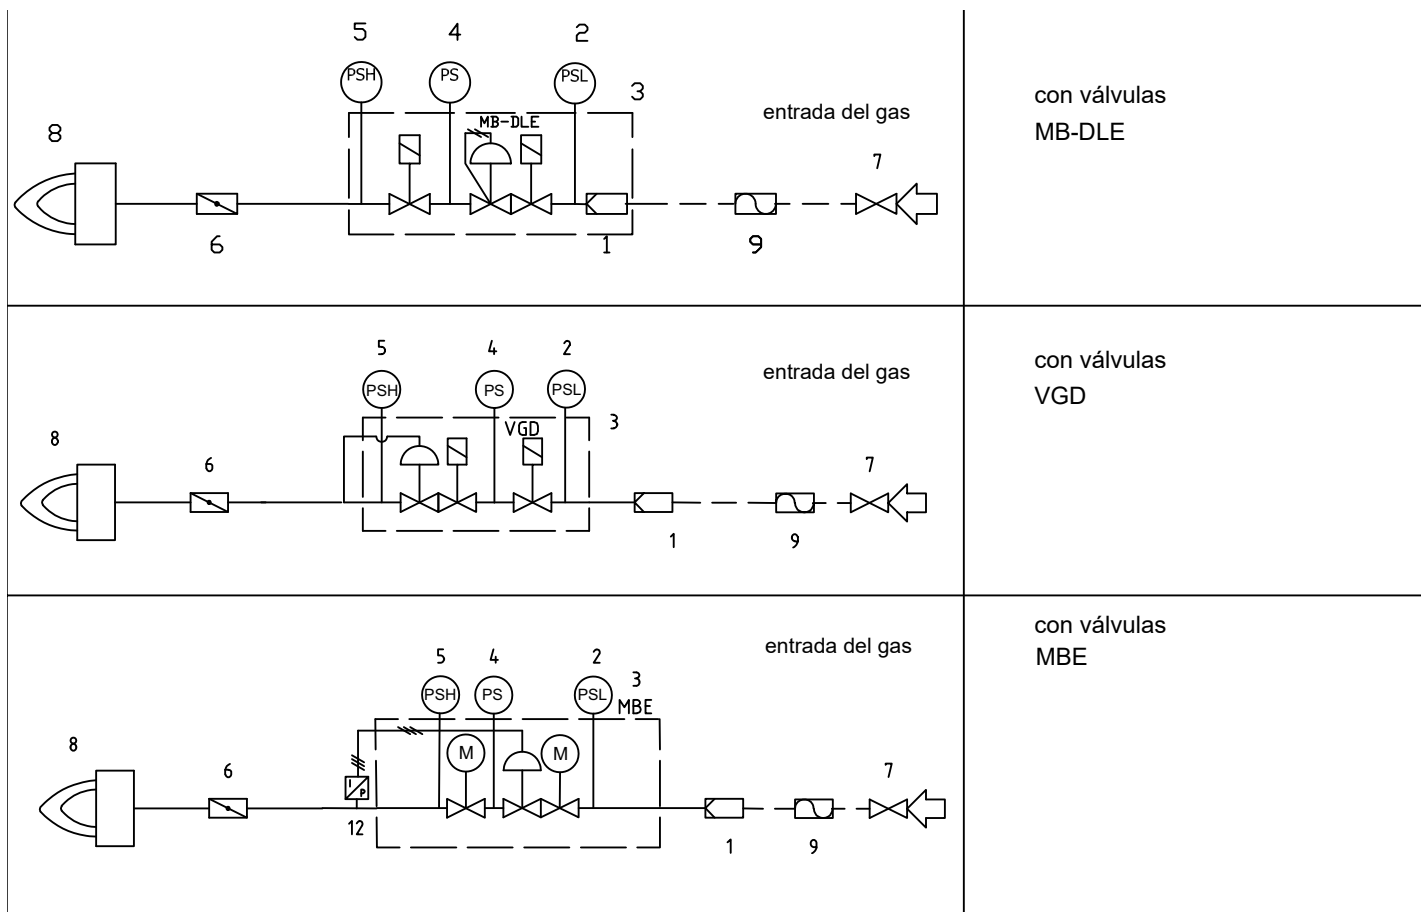 5 4 2
PSH PS PSL
3
MB-DLE
entrada del gas
8
7
6 1 9
con válvulas
MB-DLE
5 4 2
PSH PS PSL
entrada del gas
VGD 3
8 6 7
1 9
con válvulas
VGD
entrada del gas
5 4 2
3
PSH PS PSL
MBE
8 6 M M 7
I
P
12 1 9
con válvulas
MBE